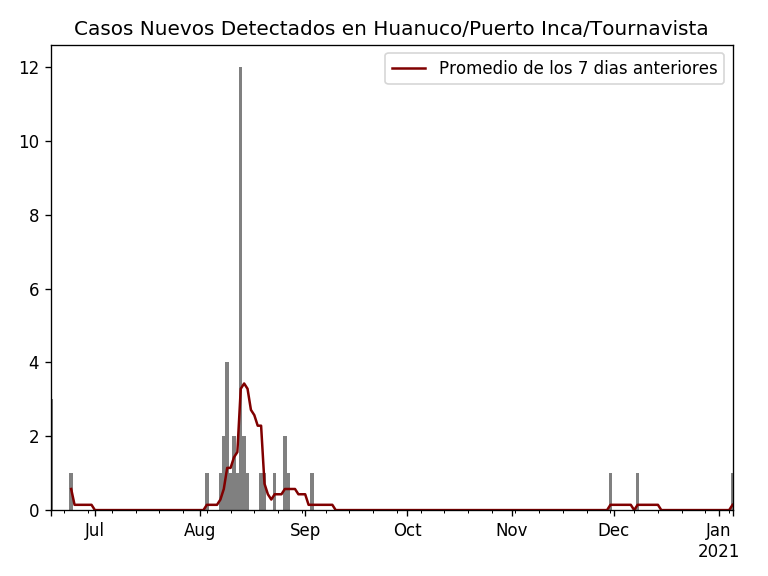 Casos Nuevos Detectados en Huanuco/Puerto Inca/Tournavista
Promedio de los 7 dias anteriores
12
10
8
6
4
2
0
Jul Aug Sep Oct Nov Dec Jan
2021